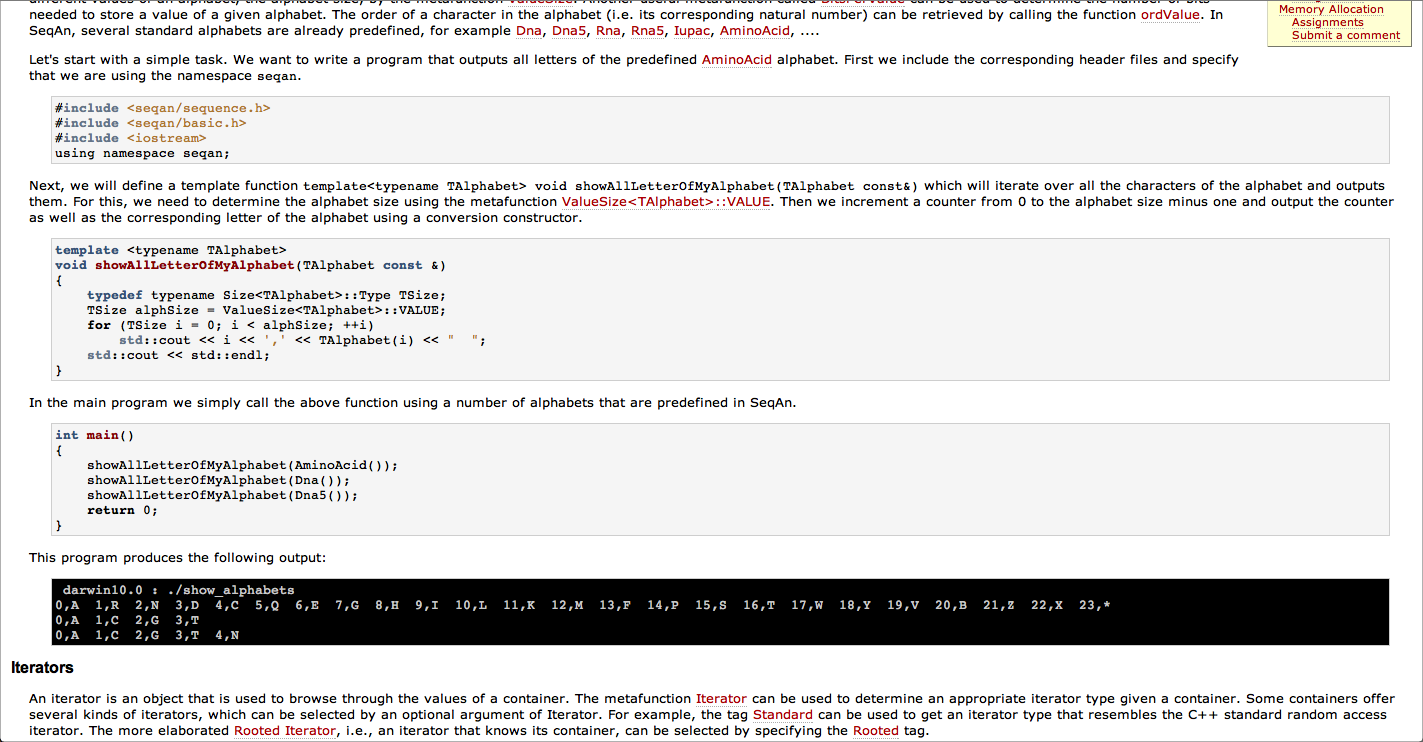 needed to store a value of a given alphabet. The order of a character in the alphabet (i.e. its corresponding natural number) can be retrieved by calling the function ordValue. In
SeqAn, several standard alphabets are already predefined, for example Dna, Dna5, Rna, Rna5, Iupac, AminoAcid, ....
Memory Allocation
Assignments
Submit a comment
Let's start with a simple task. We want to write a program that outputs all letters of the predefined AminoAcid alphabet. First we include the corresponding header files and specify
that we are using the namespace seqan.
#include <seqan/sequence.h>
#include <seqan/basic.h>
#include <iostream>
using namespace seqan;
Next, we will define a template function template<typename TAlphabet> void showAllLetterOfMyAlphabet(TAlphabet const&) which will iterate over all the characters of the alphabet and outputs
them. For this, we need to determine the alphabet size using the metafunction ValueSize<TAlphabet>::VALUE. Then we increment a counter from 0 to the alphabet size minus one and output the counter
as well as the corresponding letter of the alphabet using a conversion constructor.
template <typename TAlphabet>
void showAllLetterOfMyAlphabet(TAlphabet const &)
{
    typedef typename Size<TAlphabet>::Type TSize;
    TSize alphSize = ValueSize<TAlphabet>::VALUE;
    for (TSize i = 0; i < alphSize; ++i)
        std::cout << i << ',' << TAlphabet(i) << "  ";
    std::cout << std::endl;
}
In the main program we simply call the above function using a number of alphabets that are predefined in SeqAn.
int main()
{
    showAllLetterOfMyAlphabet(AminoAcid());
    showAllLetterOfMyAlphabet(Dna());
    showAllLetterOfMyAlphabet(Dna5());
    return 0;
}
This program produces the following output:
darwin10.0 : ./show_alphabets
0,A  1,R  2,N  3,D  4,C  5,Q  6,E  7,G  8,H  9,I  10,L  11,K  12,M  13,F  14,P  15,S  16,T  17,W  18,Y  19,V  20,B  21,Z  22,X  23,*
0,A  1,C  2,G  3,T
0,A  1,C  2,G  3,T  4,N
Iterators
An iterator is an object that is used to browse through the values of a container. The metafunction Iterator can be used to determine an appropriate iterator type given a container. Some containers offer
several kinds of iterators, which can be selected by an optional argument of Iterator. For example, the tag Standard can be used to get an iterator type that resembles the C++ standard random access
iterator. The more elaborated Rooted Iterator, i.e., an iterator that knows its container, can be selected by specifying the Rooted tag.